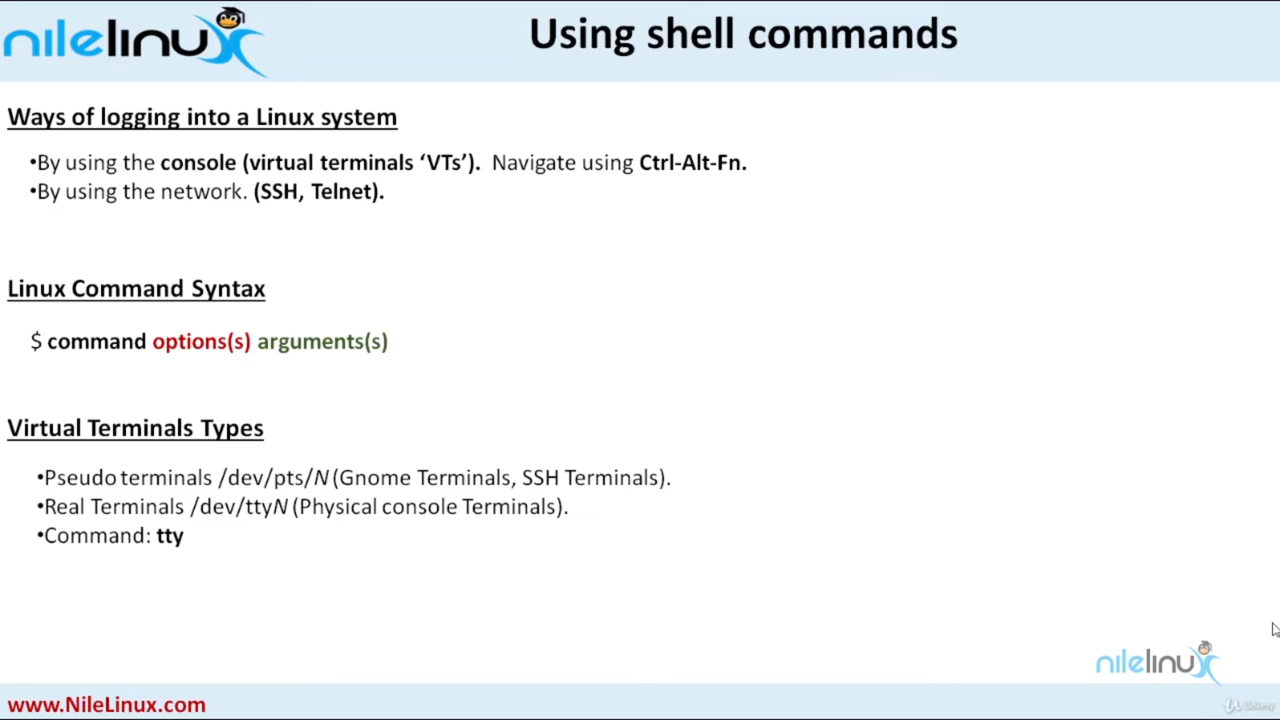 nilelinux
Using shell commands
Ways of logging into a Linux system
•By using the console (virtual terminals ‘VTs’). Navigate using Ctrl-Alt-Fn.
•By using the network. (SSH, Telnet).
Linux Command Syntax
$ command options(s) arguments(s)
Virtual Terminals Types
•Pseudo terminals /dev/pts/N (Gnome Terminals, SSH Terminals).
•Real Terminals /dev/ttyN (Physical console Terminals).
•Command: tty
nilelinux
www.NileLinux.com
Udemy